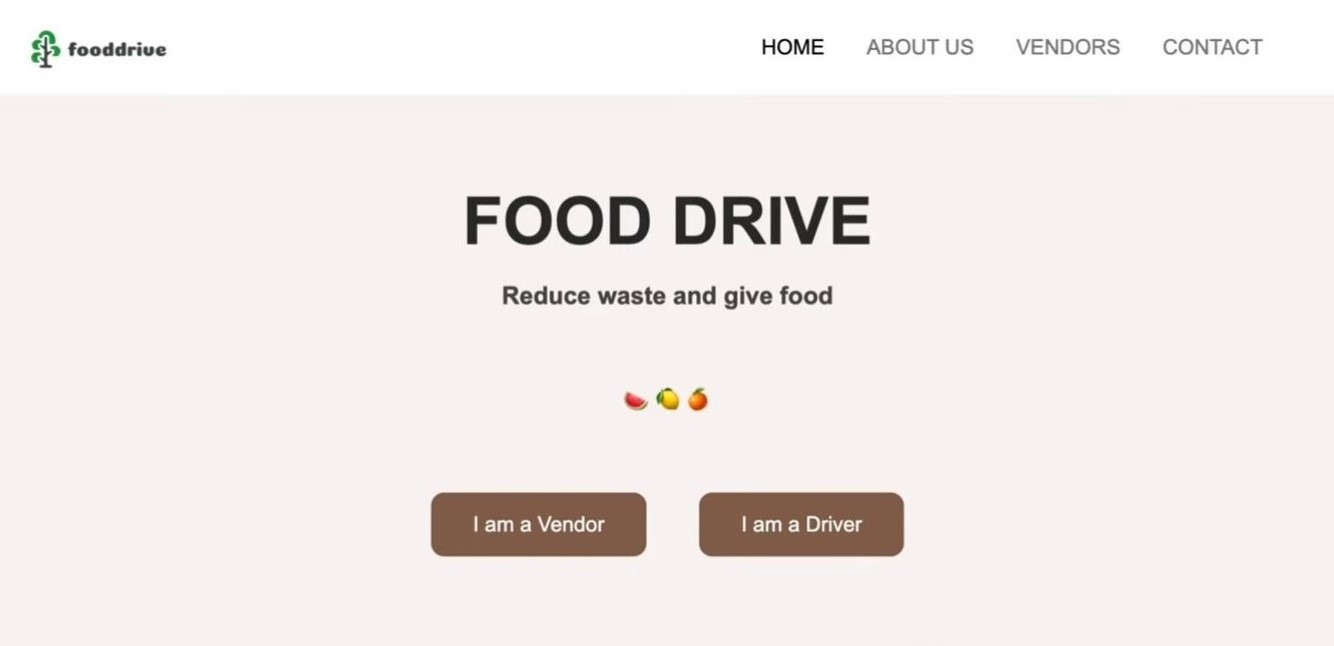 fooddrive
HOME ABOUT US VENDORS CONTACT
FOOD DRIVE
Reduce waste and give food
I am a Vendor
I am a Driver